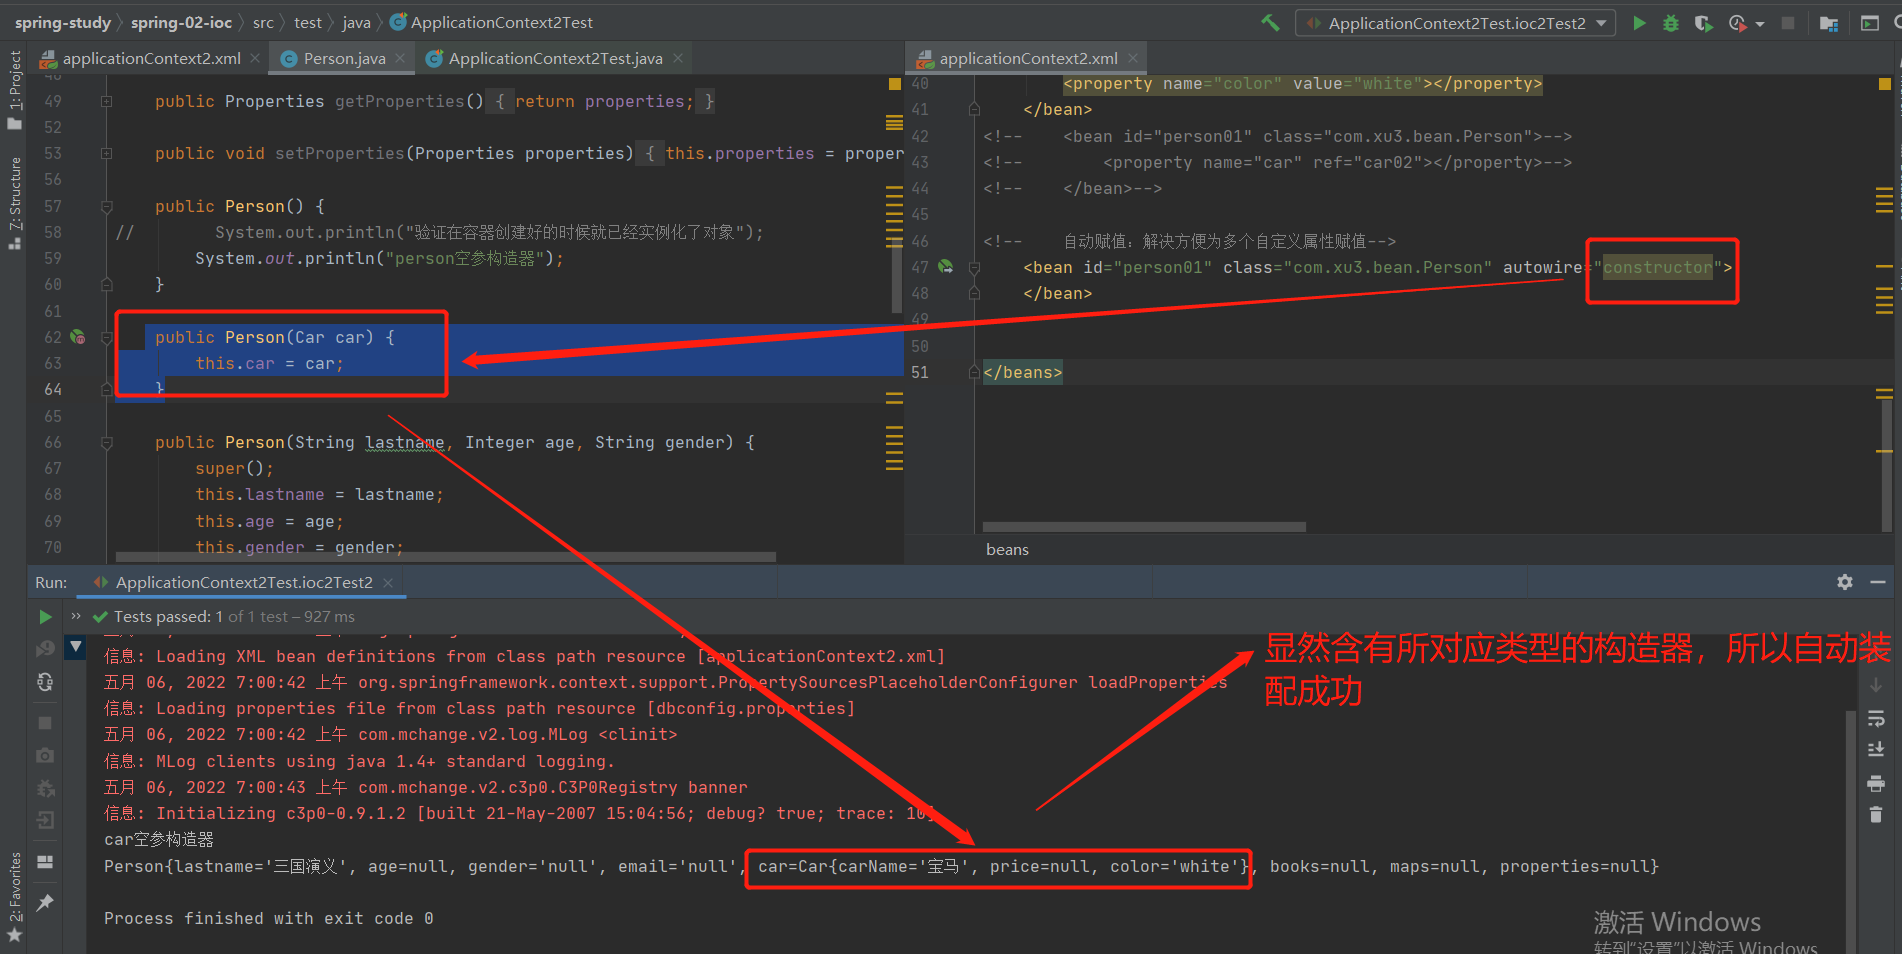 spring-study 〉 spring-02-ioc 〉 src 〉 test 〉 java 〉 ApplicationContext2Test
ApplicationContext2Test.ioc2Test2
applicationContext2.xml
Person.java
ApplicationContext2Test.java
applicationContext2.xml
1: Project
7: Structure
2: Favorites
49 public Properties getProperties() { return properties; }
52
53 public void setProperties(Properties properties) { this.properties = proper
56
57 public Person() {
58 // System.out.println("验证在容器创建好的时候就已经实例化了对象");
59 System.out.println("person空参构造器");
60 }
61
62 public Person(Car car) {
63 this.car = car;
64 }
65
66 public Person(String lastname, Integer age, String gender) {
67 super();
68 this.lastname = lastname;
69 this.age = age;
70 this.gender = gender;
40 <property name="color" value="white"></property>
41 </bean>
42 <!-- <bean id="person01" class="com.xu3.bean.Person">-->
43 <!-- <property name="car" ref="car02"></property>-->
44 <!-- </bean>-->
45
46 <!-- 自动赋值：解决方便为多个自定义属性赋值-->
47 <bean id="person01" class="com.xu3.bean.Person" autowire="constructor">
48 </bean>
49
50
51 </beans>
beans
Run: ApplicationContext2Test.ioc2Test2
Tests passed: 1 of 1 test – 927 ms
信息: Loading XML bean definitions from class path resource [applicationContext2.xml]
五月 06, 2022 7:00:42 上午 org.springframework.context.support.PropertySourcesPlaceholderConfigurer loadProperties
信息: Loading properties file from class path resource [dbconfig.properties]
五月 06, 2022 7:00:42 上午 com.mchange.v2.log.MLog <clinit>
信息: MLog clients using java 1.4+ standard logging.
五月 06, 2022 7:00:43 上午 com.mchange.v2.c3p0.C3P0Registry banner
信息: Initializing c3p0-0.9.1.2 [built 21-May-2007 15:04:56; debug? true; trace: 10]
car空参构造器
Person{lastname='三国演义', age=null, gender='null', email='null', car=Car{carName='宝马', price=null, color='white'}, books=null, maps=null, properties=null}
Process finished with exit code 0
显然含有所对应类型的构造器，所以自动装
配成功
激活 Windows
转到"设置"以激活 Windows